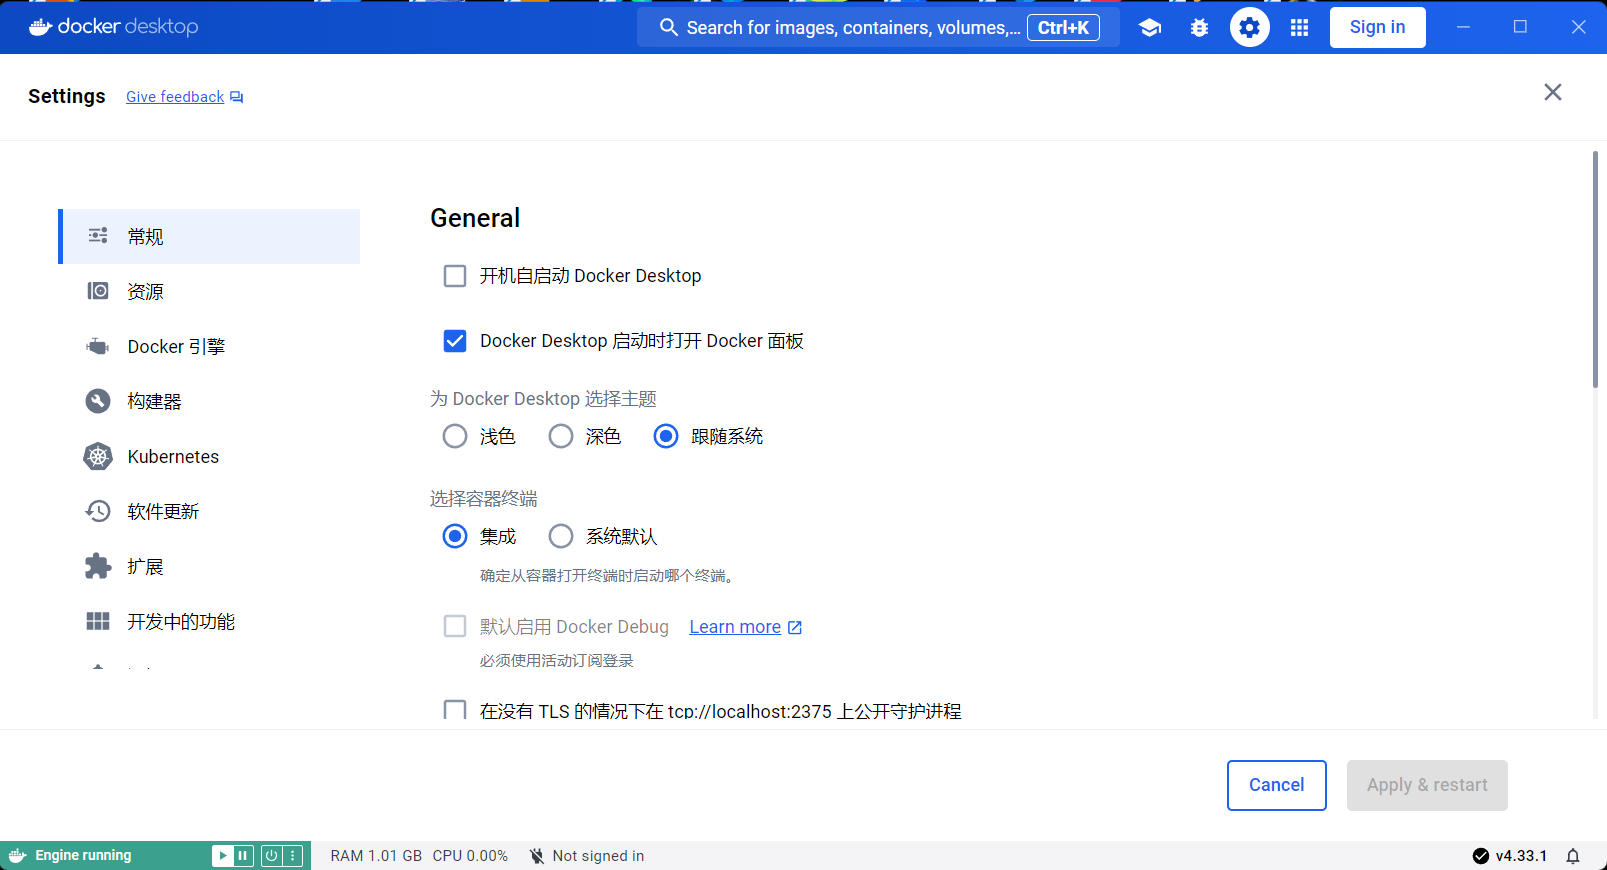 docker desktop
Search for images, containers, volumes,... Ctrl+K
Sign in
Settings
Give feedback
常规
资源
Docker 引擎
构建器
Kubernetes
软件更新
扩展
开发中的功能
General
开机自启动 Docker Desktop
Docker Desktop 启动时打开 Docker 面板
为 Docker Desktop 选择主题
浅色 深色 跟随系统
选择容器终端
集成 系统默认
确定从容器打开终端时启动哪个终端。
默认启用 Docker Debug Learn more
必须使用活动订阅登录
在没有 TLS 的情况下在 tcp://localhost:2375 上公开守护进程
Cancel
Apply & restart
Engine running
RAM 1.01 GB CPU 0.00%
Not signed in
v4.33.1